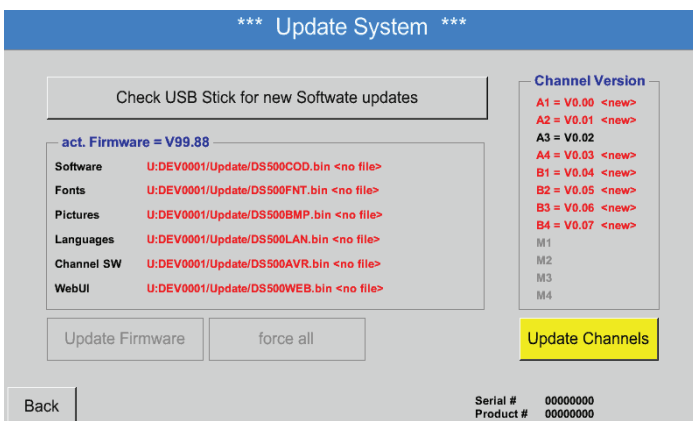 *** Update System ***
Check USB Stick for new Softwate updates
act. Firmware = V99.88
Software U:DEV0001/Update/DS500COD.bin <no file>
Fonts U:DEV0001/Update/DS500FNT.bin <no file>
Pictures U:DEV0001/Update/DS500BMP.bin <no file>
Languages U:DEV0001/Update/DS500LAN.bin <no file>
Channel SW U:DEV0001/Update/DS500AVR.bin <no file>
WebUI U:DEV0001/Update/DS500WEB.bin <no file>
Update Firmware
force all
Channel Version
A1 = V0.00 <new>
A2 = V0.01 <new>
A3 = V0.02
A4 = V0.03 <new>
B1 = V0.04 <new>
B2 = V0.05 <new>
B3 = V0.06 <new>
B4 = V0.07 <new>
M1
M2
M3
M4
Update Channels
Back
Serial # 00000000
Product # 00000000